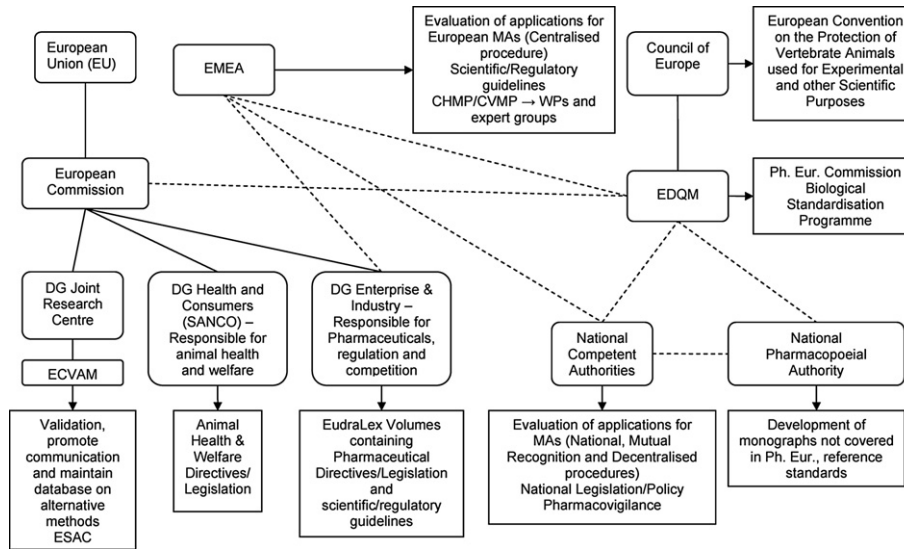 European
Union (EU)
EMEA
Evaluation of applications for
European MAs (Centralised
procedure)
Scientific/Regulatory
guidelines
CHMP/CVMP → WPs and
expert groups
Council of
Europe
European Convention
on the Protection of
Vertebrate Animals
used for Experimental
and other Scientific
Purposes
European
Commission
EDQM
Ph. Eur. Commission
Biological
Standardisation
Programme
DG Joint
Research
Centre
DG Health and
Consumers
(SANCO) –
Responsible for
animal health
and welfare
DG Enterprise &
Industry –
Responsible for
Pharmaceuticals,
regulation and
competition
National
Competent
Authorities
National
Pharmacopoeial
Authority
ECVAM
Validation,
promote
communication
and maintain
database on
alternative
methods
ESAC
Animal
Health &
Welfare
Directives/
Legislation
EudraLex Volumes
containing
Pharmaceutical
Directives/Legislation
and
scientific/regulatory
guidelines
Evaluation of applications for
MAs (National, Mutual
Recognition and Decentralised
procedures)
National Legislation/Policy
Pharmacovigilance
Development of
monographs not covered
in Ph. Eur., reference
standards